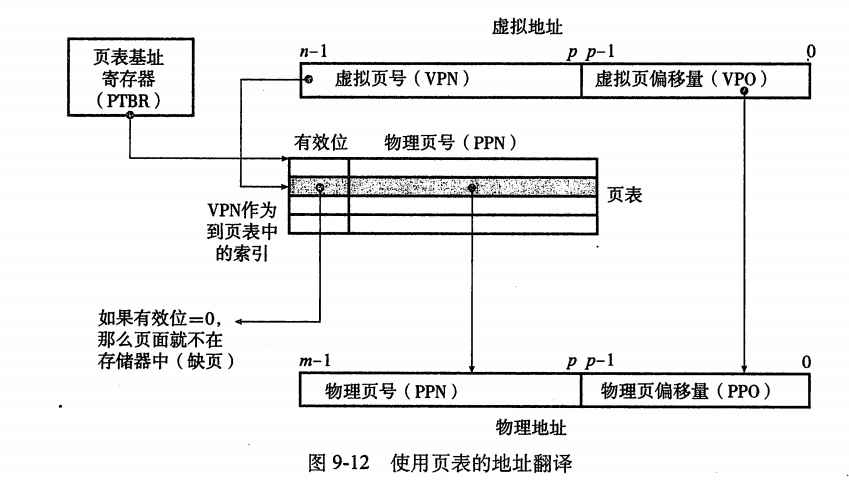 虚拟地址
页表基址
寄存器
（PTBR）
n-1
p p-1
0
虚拟页号（VPN）
虚拟页偏移量（VPO）
有效位
物理页号（PPN）
页表
VPN作为
到页表中
的索引
如果有效位=0，
那么页面就不在
存储器中（缺页）
m-1
p p-1
0
物理页号（PPN）
物理页偏移量（PPO）
物理地址
图 9-12 使用页表的地址翻译